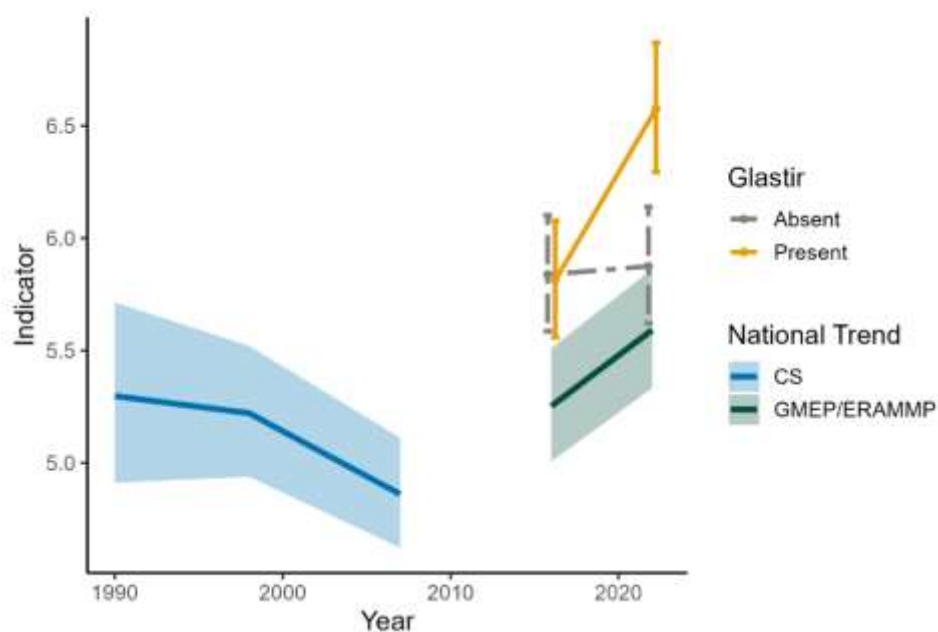 Indicator
6.5
6.0
5.5
5.0
1990
2000
2010
2020
Year
Glastir
Absent
Present
National Trend
CS
GMEP/ERAMMP